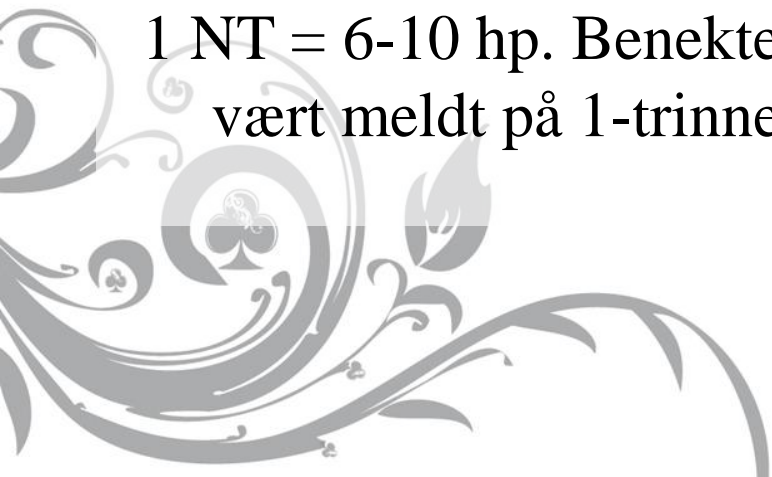 1 NT = 6-10 hp. Benekte
vært meldt på 1-trinne